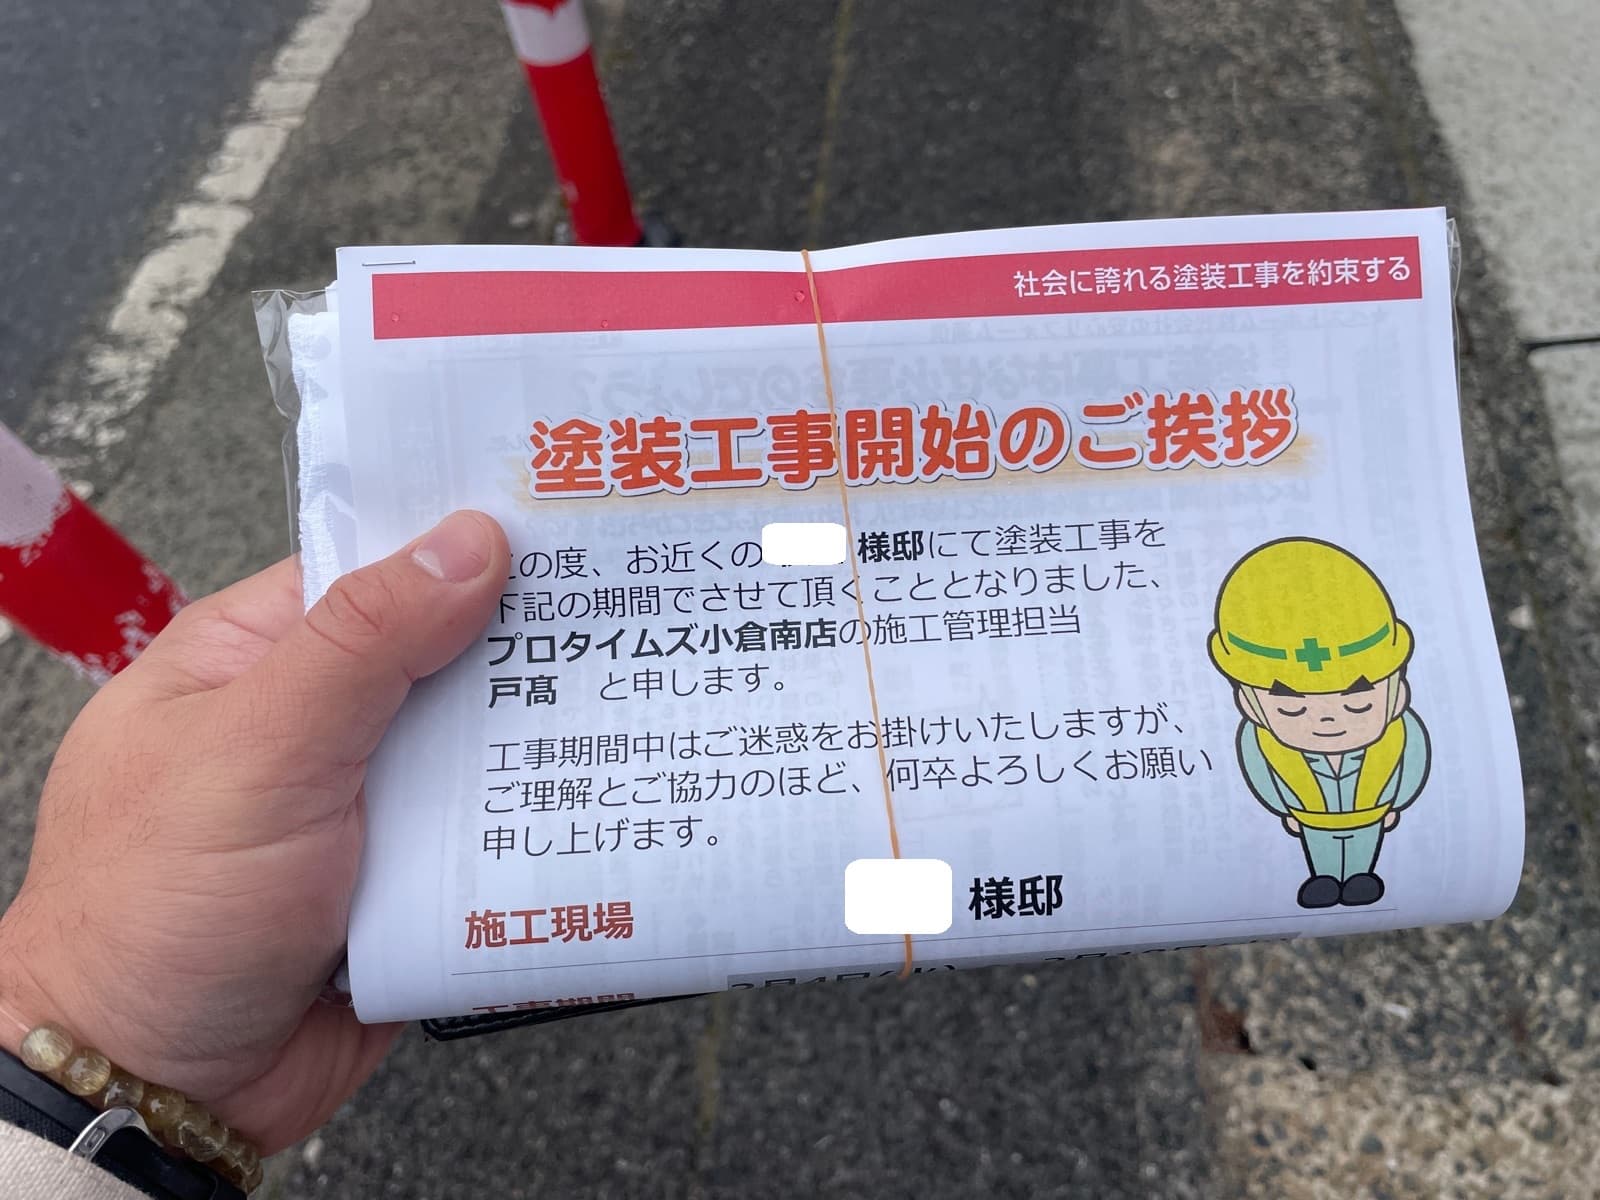 社会に誇れる塗装工事を約束する
塗装工事開始のご挨拶
の度、お近くの 様邸にて塗装工事を
下記の期間でさせて頂くこととなりました、
プロタイムズ小倉南店の施工管理担当
戸髙 と申します。
工事期間中はご迷惑をお掛けいたしますが、
ご理解とご協力のほど、何卒よろしくお願い
申し上げます。
施工現場 様邸
工事期間